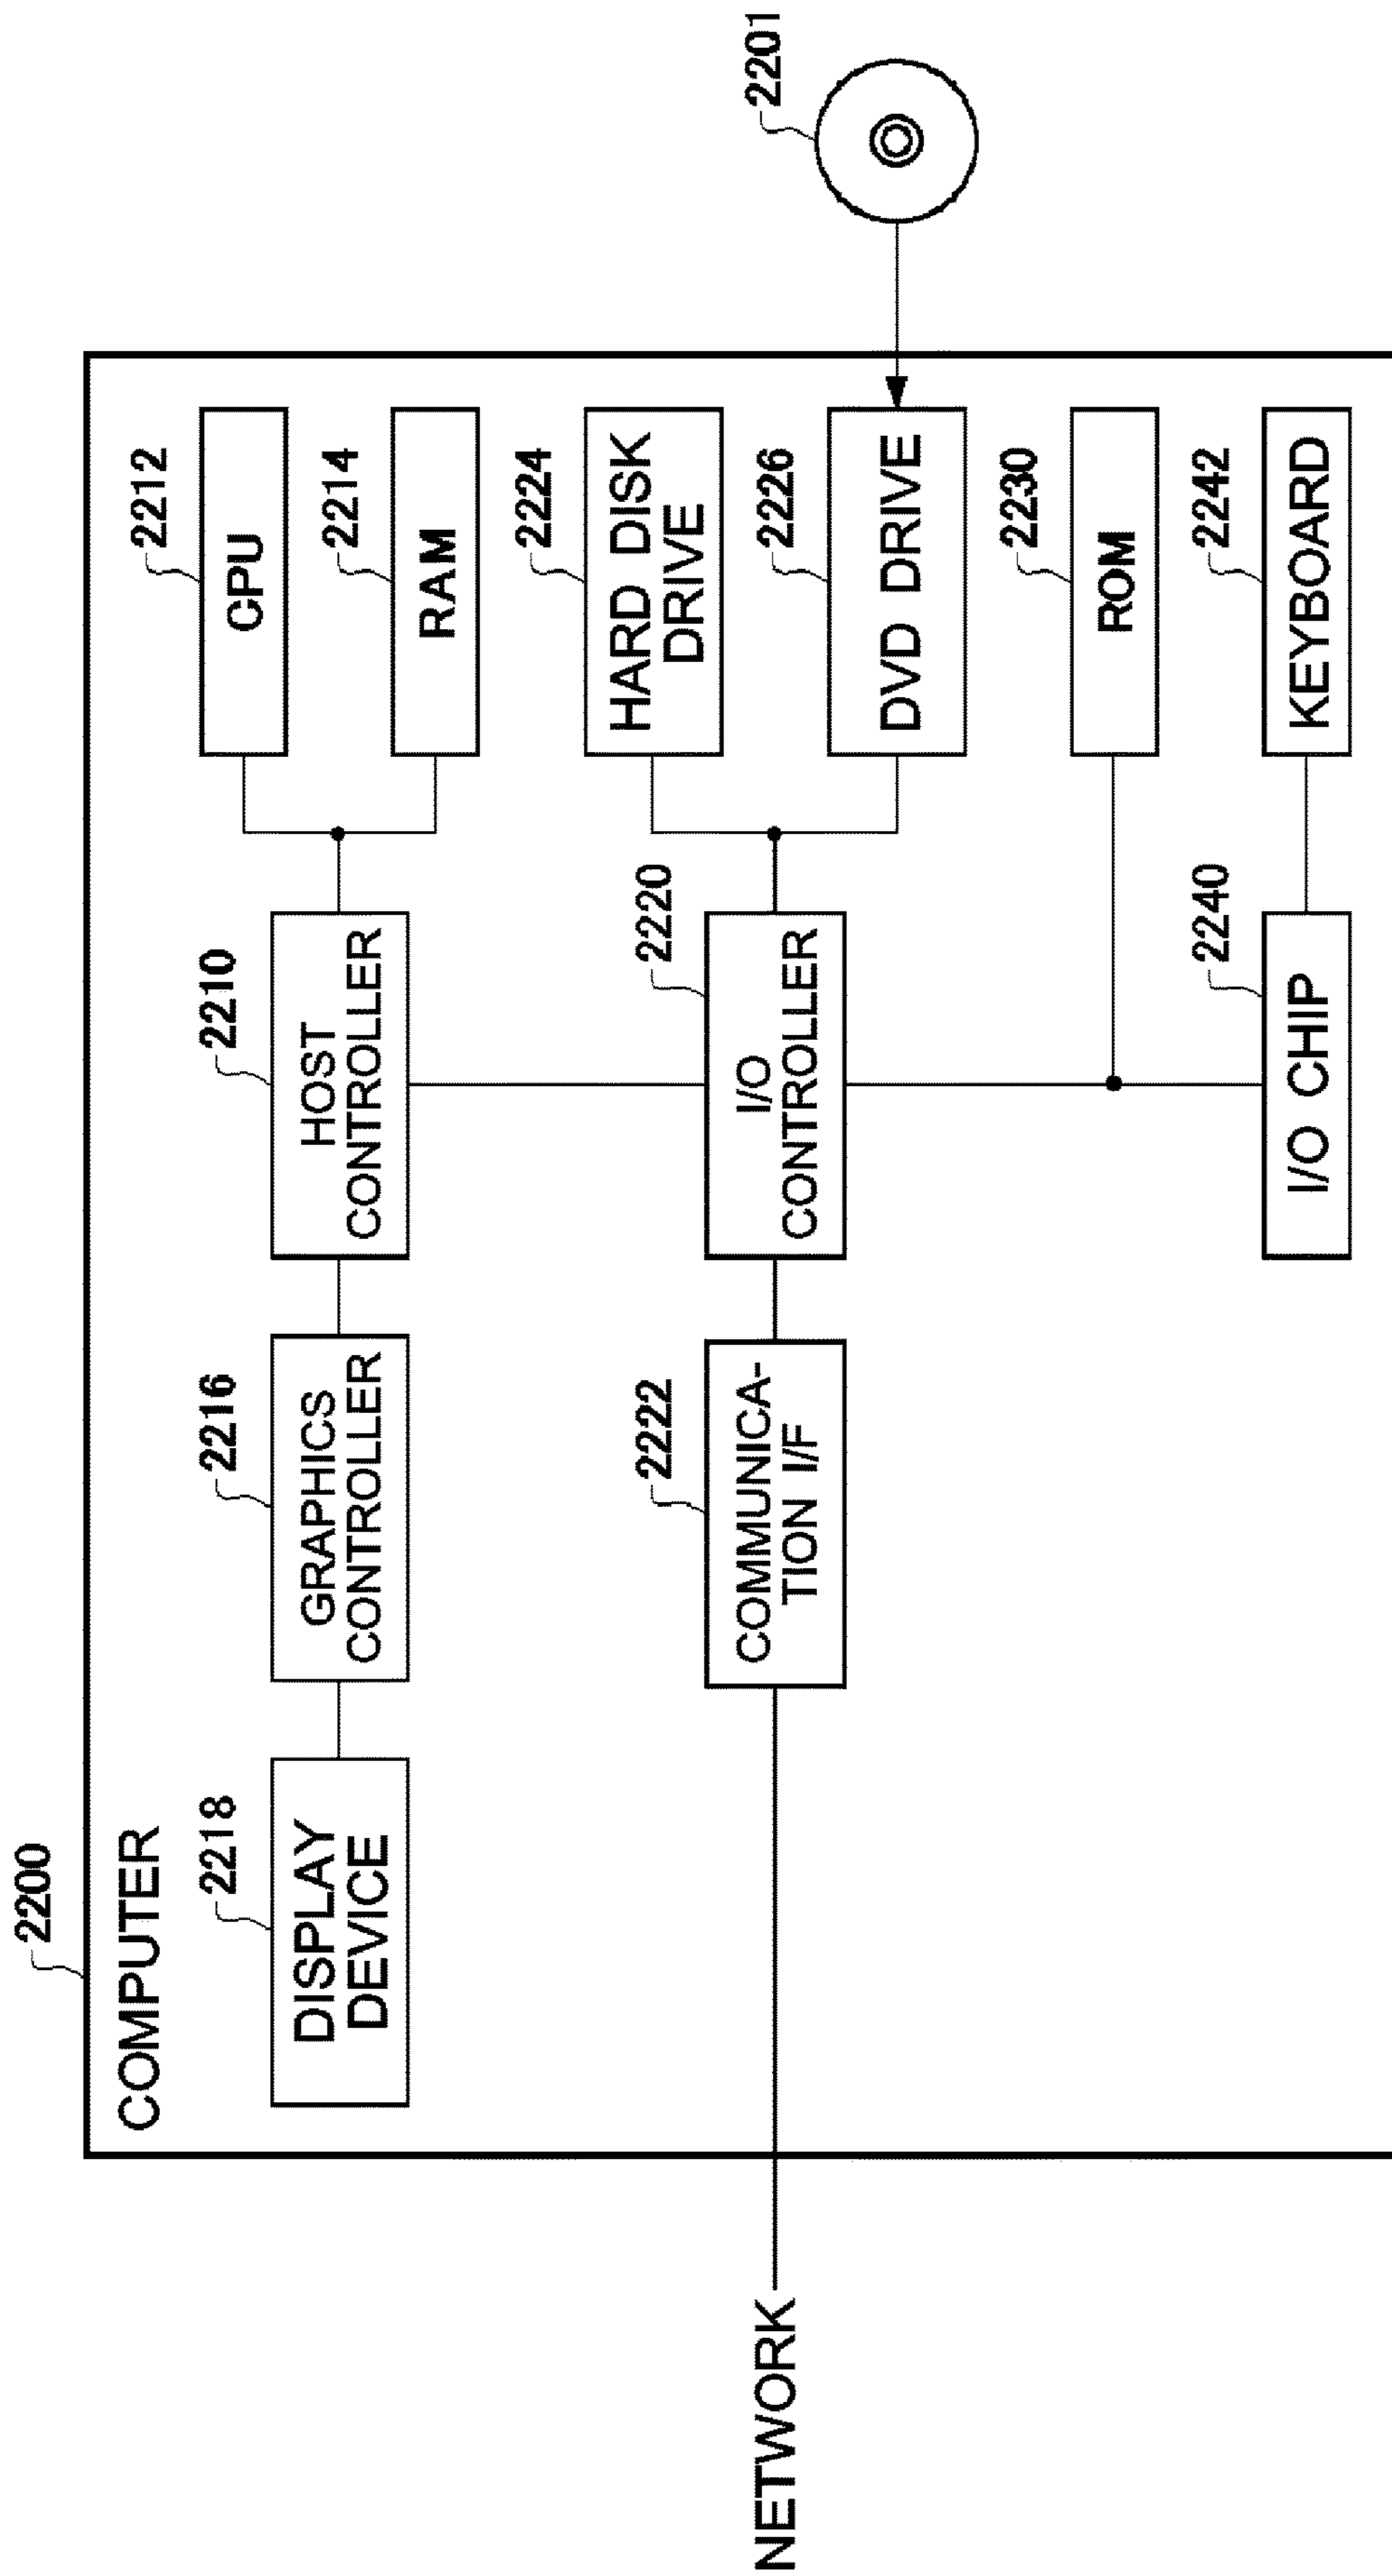 2200
COMPUTER
2218
DISPLAY
DEVICE
2216
GRAPHICS
CONTROLLER
2210
HOST
CONTROLLER
2212
CPU
2214
RAM
2224
HARD DISK
DRIVE
2220
I/O
CONTROLLER
2222
COMMUNICA-
TION I/F
NETWORK
2226
DVD DRIVE
2201
2230
ROM
2240
I/O CHIP
2242
KEYBOARD